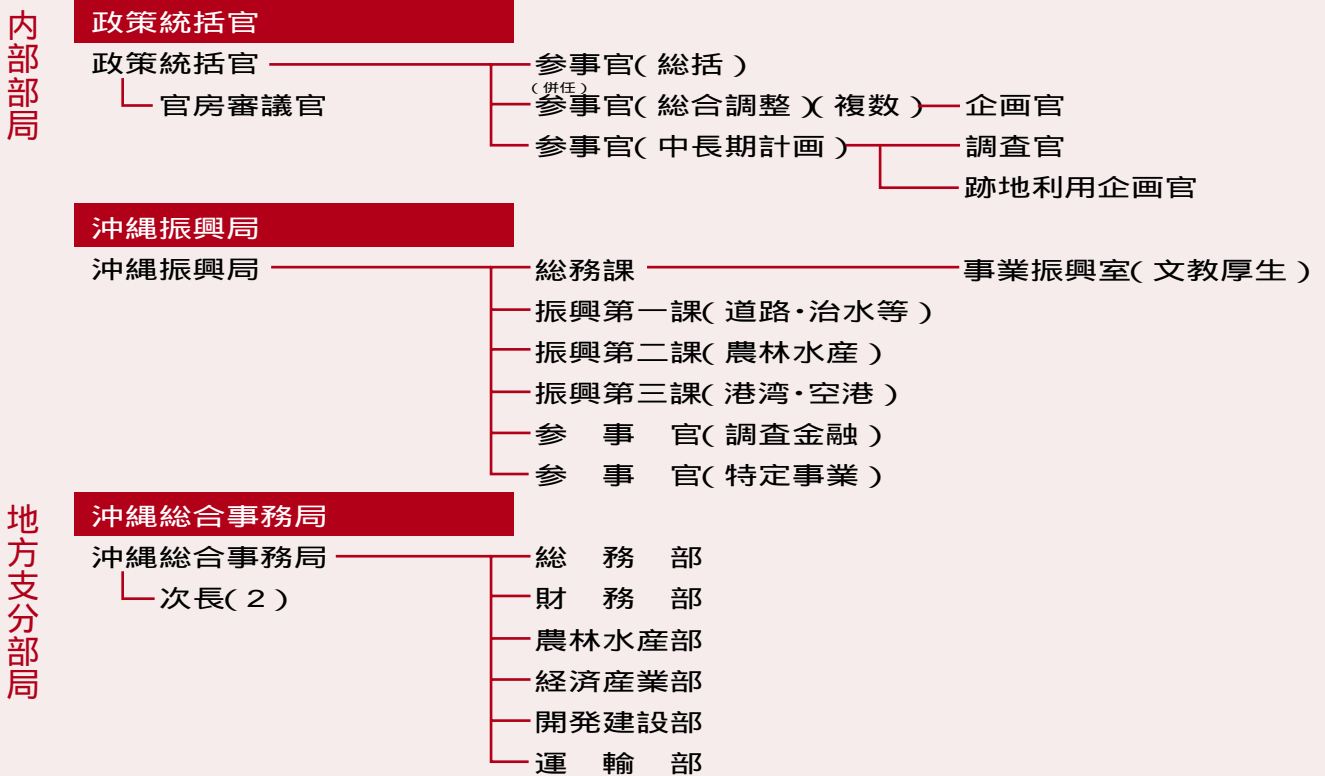 内部部局
政策統括官
政策統括官 参事官(総括)
(併任)
官房審議官 参事官(総合調整)(複数) 企画官
参事官(中長期計画) 調査官
跡地利用企画官
沖縄振興局
沖縄振興局 総務課 事業振興室(文教厚生)
振興第一課(道路・治水等)
振興第二課(農林水産)
振興第三課(港湾・空港)
参事官(調査金融)
参事官(特定事業)
地方支分部局
沖縄総合事務局
沖縄総合事務局 総務部
次長(2) 財務部
農林水産部
経済産業部
開発建設部
運輸部